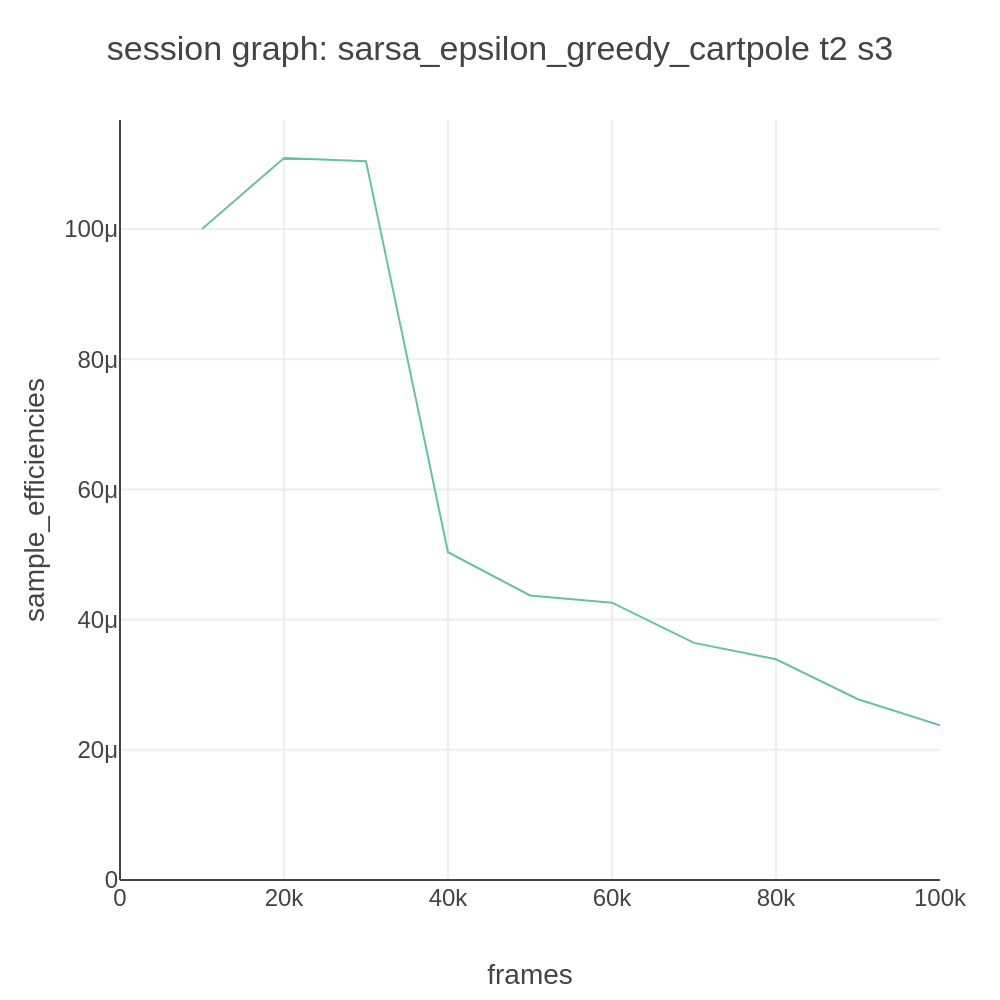 session graph: sarsa_epsilon_greedy_cartpole t2 s3
100μ
80μ
60μ
40μ
20μ
0
sample_efficiencies
0
20k
40k
60k
80k
100k
frames